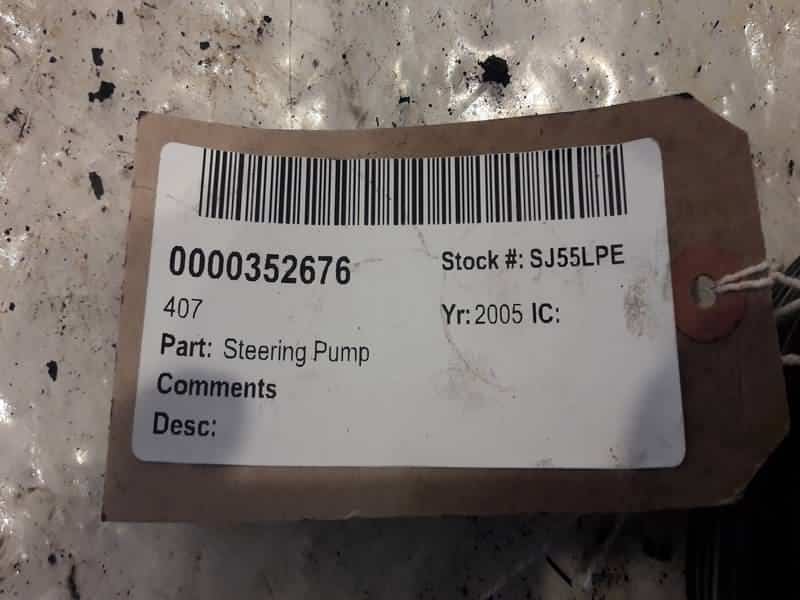 0000352676
Stock #: SJ55LPE
407
Yr: 2005 IC:
Part: Steering Pump
Comments
Desc: